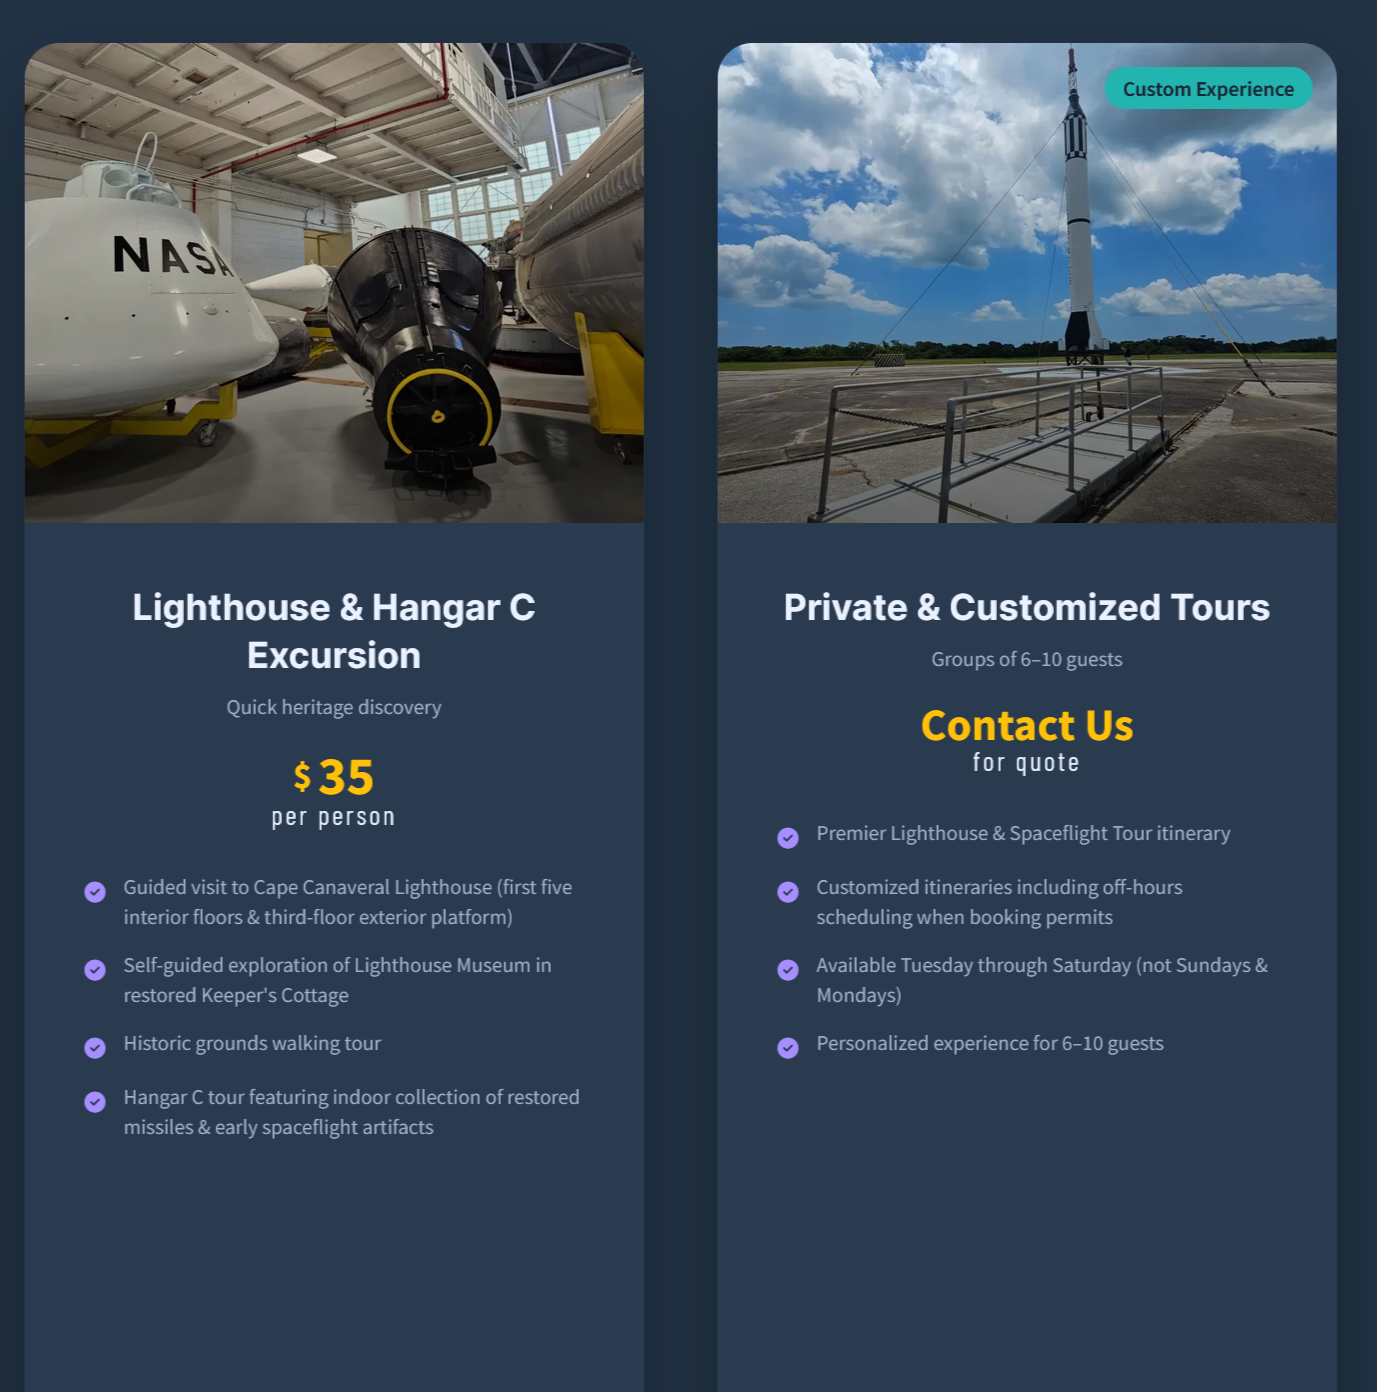 NASA
Lighthouse & Hangar C
Excursion
Quick heritage discovery
$35
per person
Guided visit to Cape Canaveral Lighthouse (first five
interior floors & third-floor exterior platform)
Self-guided exploration of Lighthouse Museum in
restored Keeper's Cottage
Historic grounds walking tour
Hangar C tour featuring indoor collection of restored
missiles & early spaceflight artifacts
Custom Experience
Private & Customized Tours
Groups of 6–10 guests
Contact Us
for quote
Premier Lighthouse & Spaceflight Tour itinerary
Customized itineraries including off-hours
scheduling when booking permits
Available Tuesday through Saturday (not Sundays &
Mondays)
Personalized experience for 6–10 guests